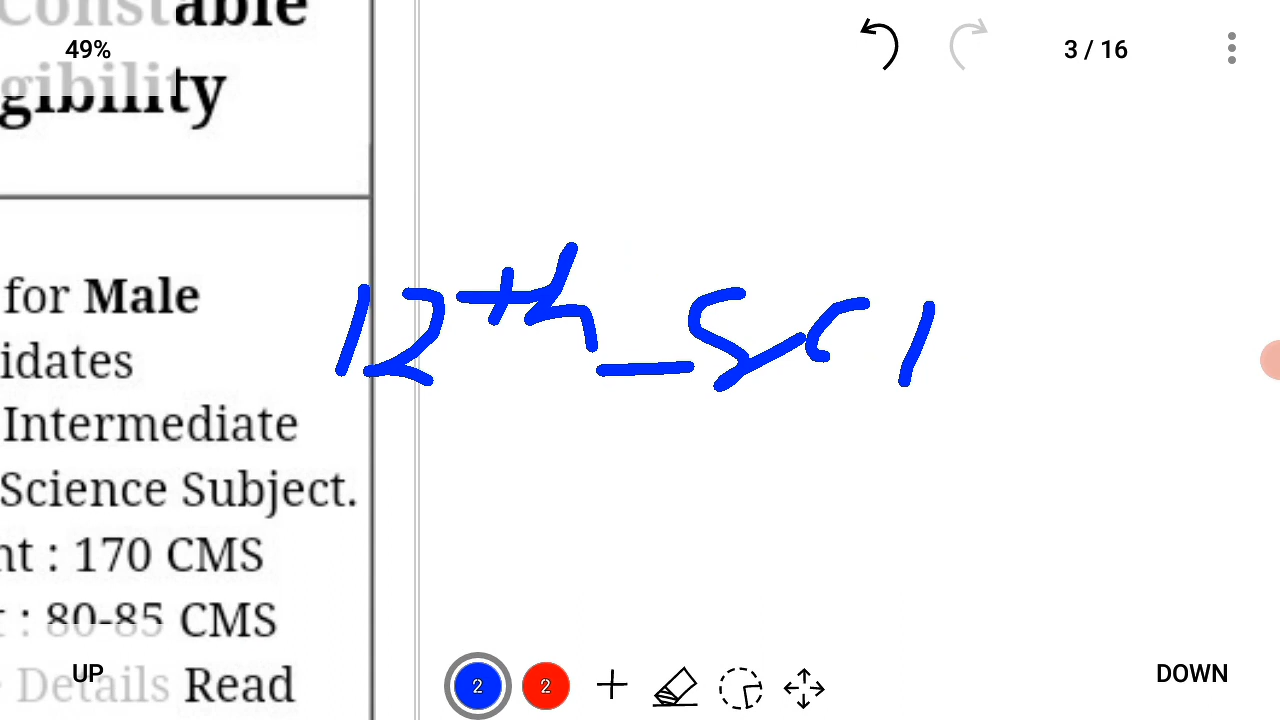 Constable
49%
3 / 16
gibility
for Male
idates
12th_SCI
Intermediate
Science Subject.
nt : 170 CMS
t : 80-85 CMS
UP
Details Read
2
2
DOWN